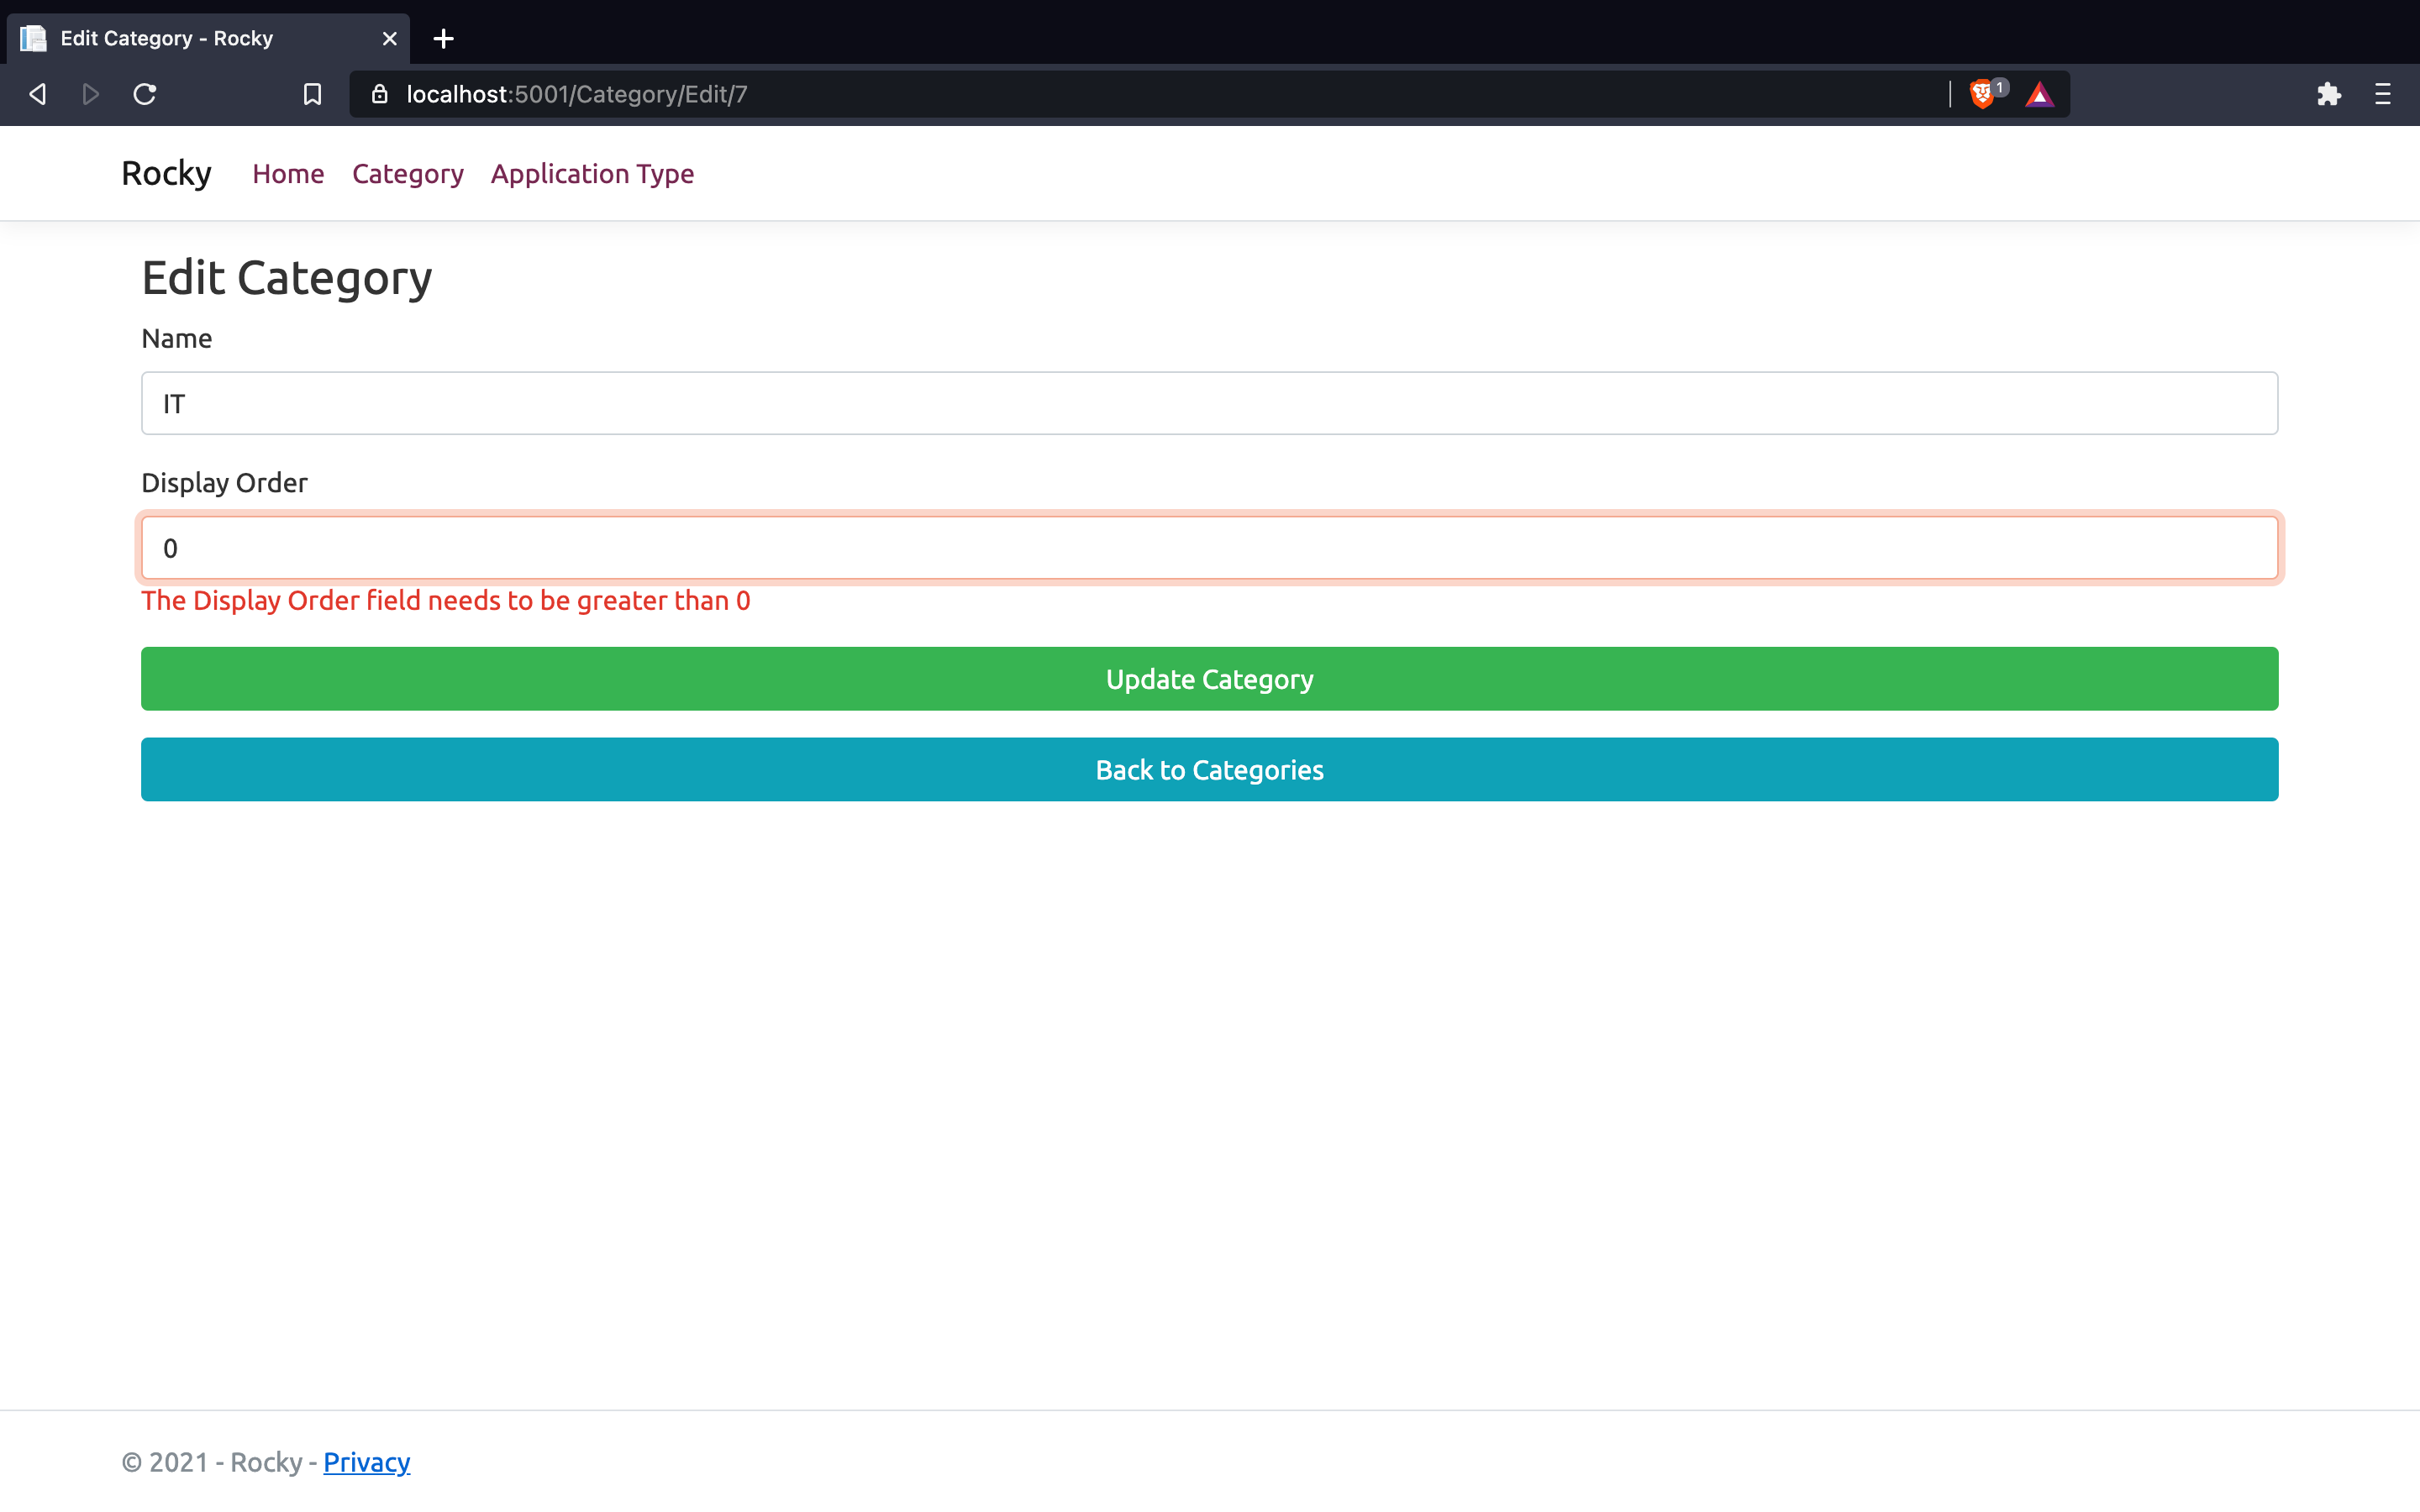 Edit Category - Rocky
localhost:5001/Category/Edit/7
1
Rocky Home Category Application Type
Edit Category
Name
IT
Display Order
0
The Display Order field needs to be greater than 0
Update Category
Back to Categories
© 2021 - Rocky - Privacy